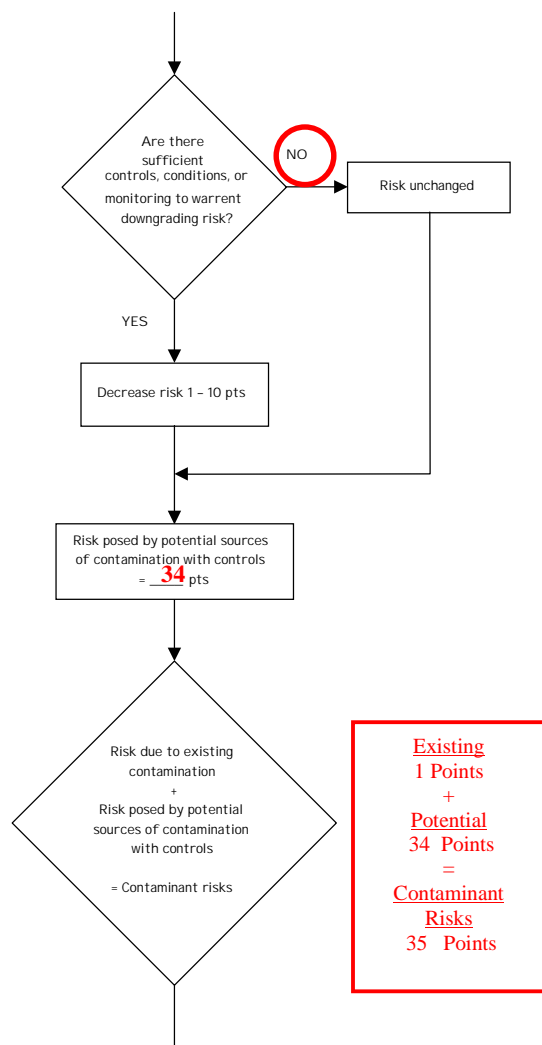 Are there
sufficient
controls, conditions, or
monitoring to warrent
downgrading risk?
NO
Risk unchanged
YES
Decrease risk 1 – 10 pts
Risk posed by potential sources
of contamination with controls
= 34 pts
Risk due to existing
contamination
+
Risk posed by potential
sources of contamination
with controls
= Contaminant risks
Existing
1 Points
+
Potential
34 Points
=
Contaminant
Risks
35 Points